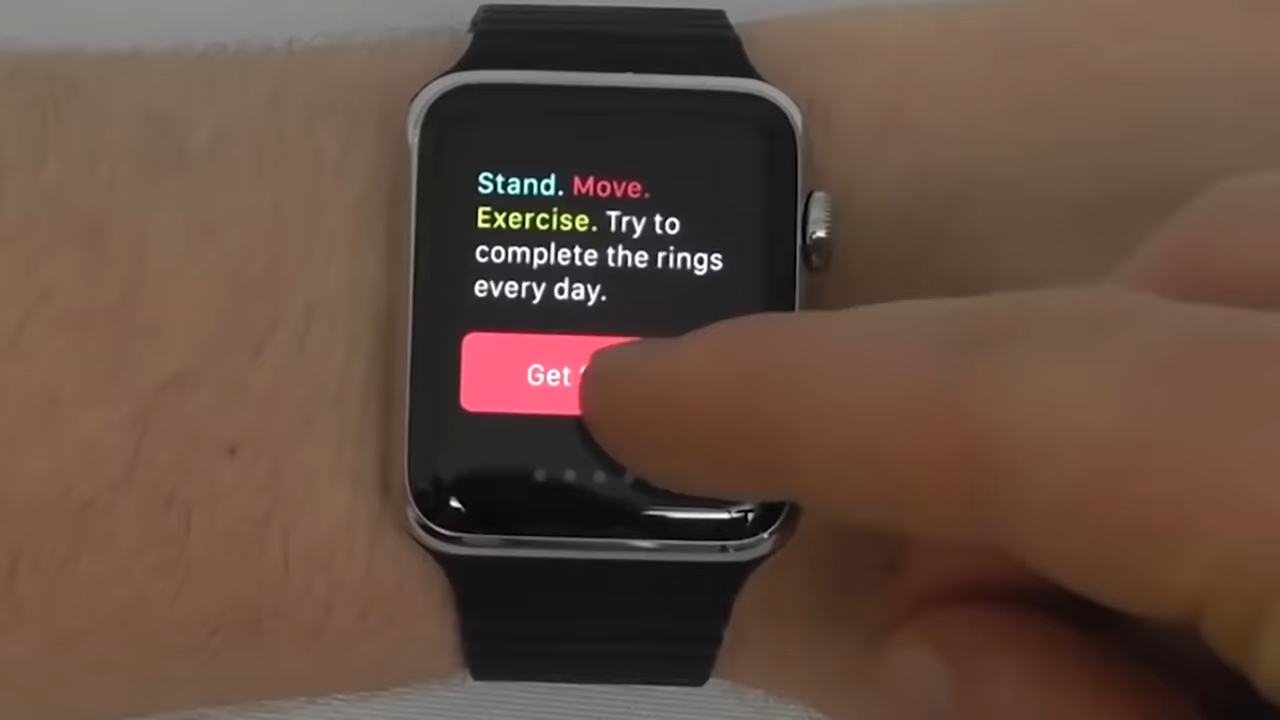 Stand. Move.
Exercise. Try to
complete the rings
every day.
Get